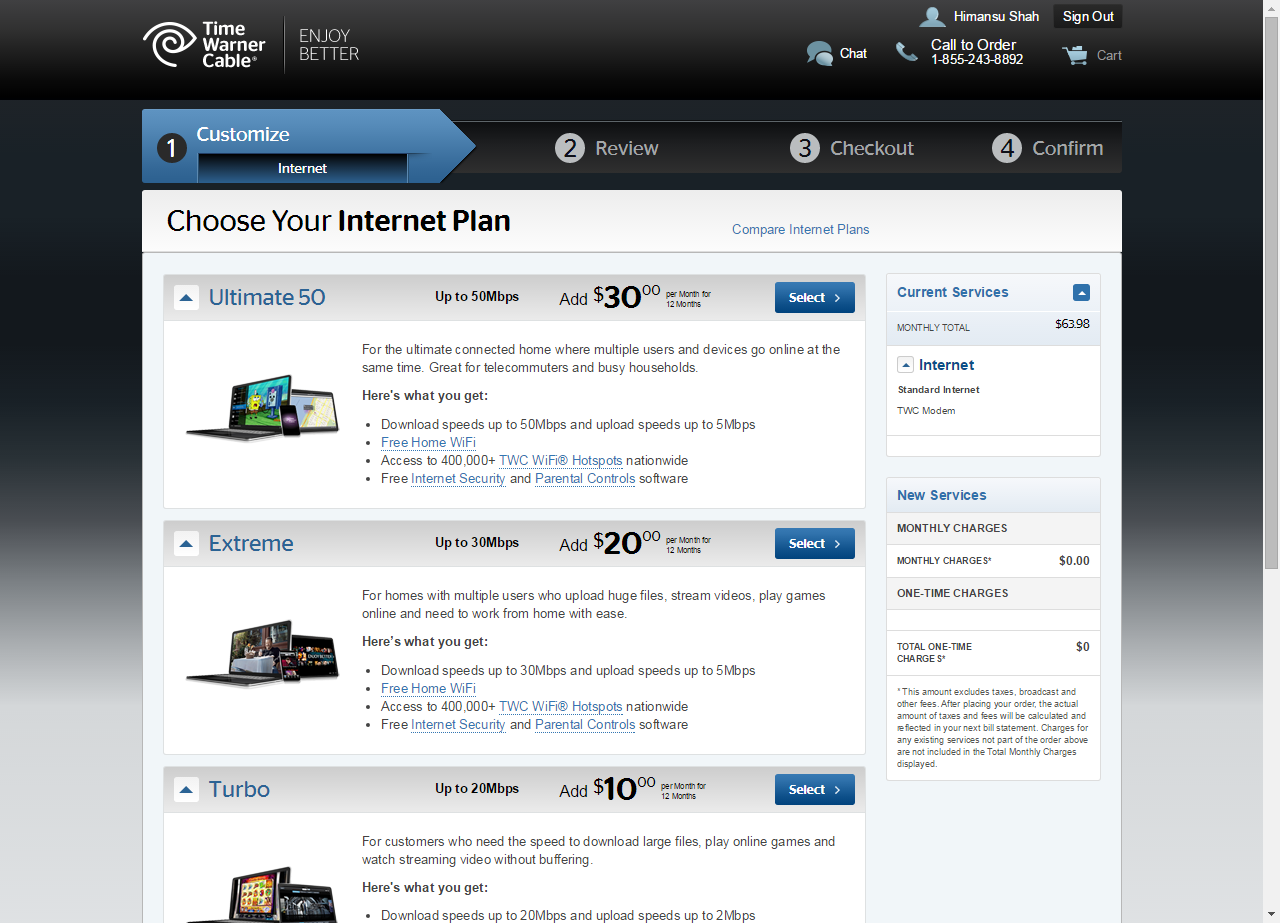 Time
Warner
Cable®
ENJOY
BETTER
Himansu Shah
Sign Out
Chat
Call to Order
1-855-243-8892
Cart
1
Customize
Internet
2 Review
3 Checkout
4 Confirm
Choose Your Internet Plan
Compare Internet Plans
Ultimate 50
Up to 50Mbps
Add $30 00 per Month for
12 Months
Select >
For the ultimate connected home where multiple users and devices go online at the
same time. Great for telecommuters and busy households.
Here's what you get:
• Download speeds up to 50Mbps and upload speeds up to 5Mbps
• Free Home WiFi
• Access to 400,000+ TWC WiFi® Hotspots nationwide
• Free Internet Security and Parental Controls software
Extreme
Up to 30Mbps
Add $20 00 per Month for
12 Months
Select >
For homes with multiple users who upload huge files, stream videos, play games
online and need to work from home with ease.
Here's what you get:
• Download speeds up to 30Mbps and upload speeds up to 5Mbps
• Free Home WiFi
• Access to 400,000+ TWC WiFi® Hotspots nationwide
• Free Internet Security and Parental Controls software
Turbo
Up to 20Mbps
Add $10 00 per Month for
12 Months
Select >
For customers who need the speed to download large files, play online games and
watch streaming video without buffering.
Here's what you get:
• Download speeds up to 20Mbps and upload speeds up to 2Mbps
Current Services
MONTHLY TOTAL $63.98
Internet
Standard Internet
TWC Modem
New Services
MONTHLY CHARGES
MONTHLY CHARGES* $0.00
ONE-TIME CHARGES
TOTAL ONE-TIME
CHARGES* $0
* This amount excludes taxes, broadcast and
other fees. After placing your order, the actual
amount of taxes and fees will be calculated and
reflected in your next bill statement. Charges for
any existing services not part of the order above
are not included in the Total Monthly Charges
displayed.